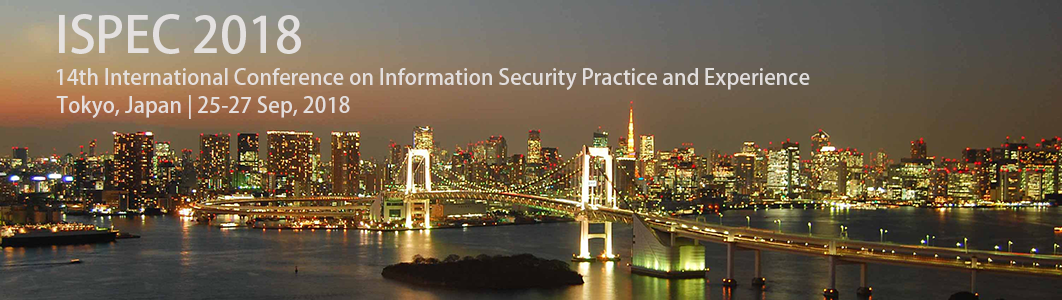 ISPEC 2018
14th International Conference on Information Security Practice and Experience
Tokyo, Japan | 25-27 Sep, 2018